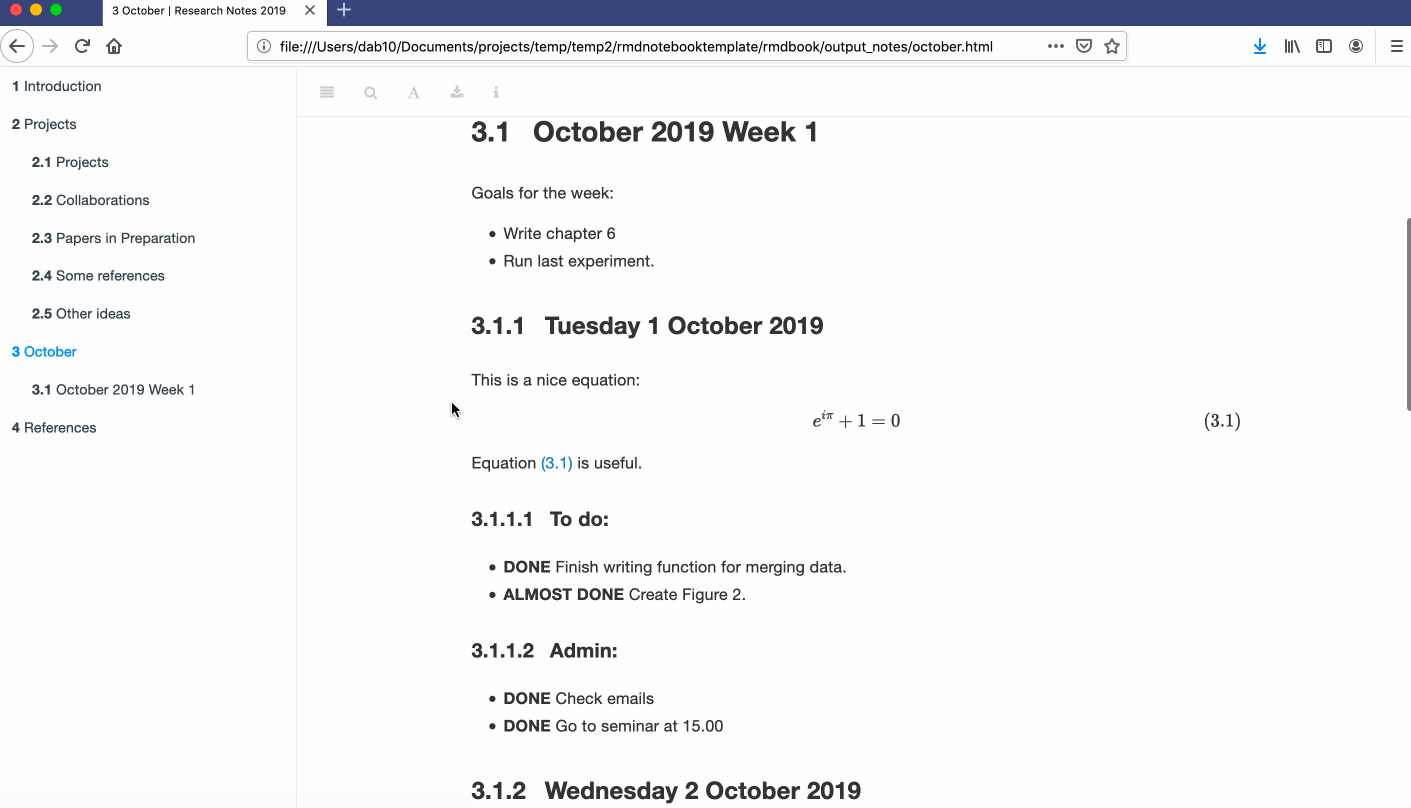 3 October | Research Notes 2019
file:///Users/dab10/Documents/projects/temp/temp2/rmdnotebooktemplate/rmdbook/output_notes/october.html
1 Introduction
2 Projects
2.1 Projects
2.2 Collaborations
2.3 Papers in Preparation
2.4 Some references
2.5 Other ideas
3 October
3.1 October 2019 Week 1
4 References
A
i
3.1 October 2019 Week 1
Goals for the week:
• Write chapter 6
• Run last experiment.
3.1.1 Tuesday 1 October 2019
This is a nice equation:
e^{iπ} + 1 = 0 (3.1)
Equation (3.1) is useful.
3.1.1.1 To do:
• DONE Finish writing function for merging data.
• ALMOST DONE Create Figure 2.
3.1.1.2 Admin:
• DONE Check emails
• DONE Go to seminar at 15.00
3.1.2 Wednesday 2 October 2019